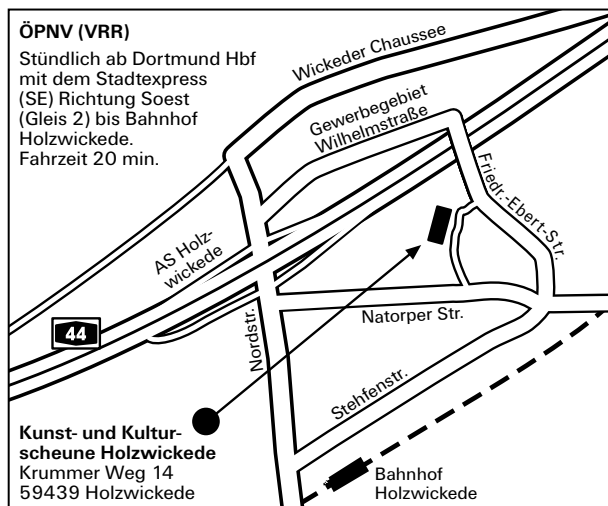 ÖPNV (VRR)
Stündlich ab Dortmund Hbf
mit dem Stadtexpress
(SE) Richtung Soest
(Gleis 2) bis Bahnhof
Holzwickede.
Fahrzeit 20 min.
Wickeder Chaussee
Gewerbegebiet
Wilhelmstraße
Friedr.-Ebert-Str.
AS Holz-
wickede
44
Nordstr.
Natorper Str.
Stehfenstr.
Kunst- und Kultur-
scheune Holzwickede
Krummer Weg 14
59439 Holzwickede
Bahnhof
Holzwickede